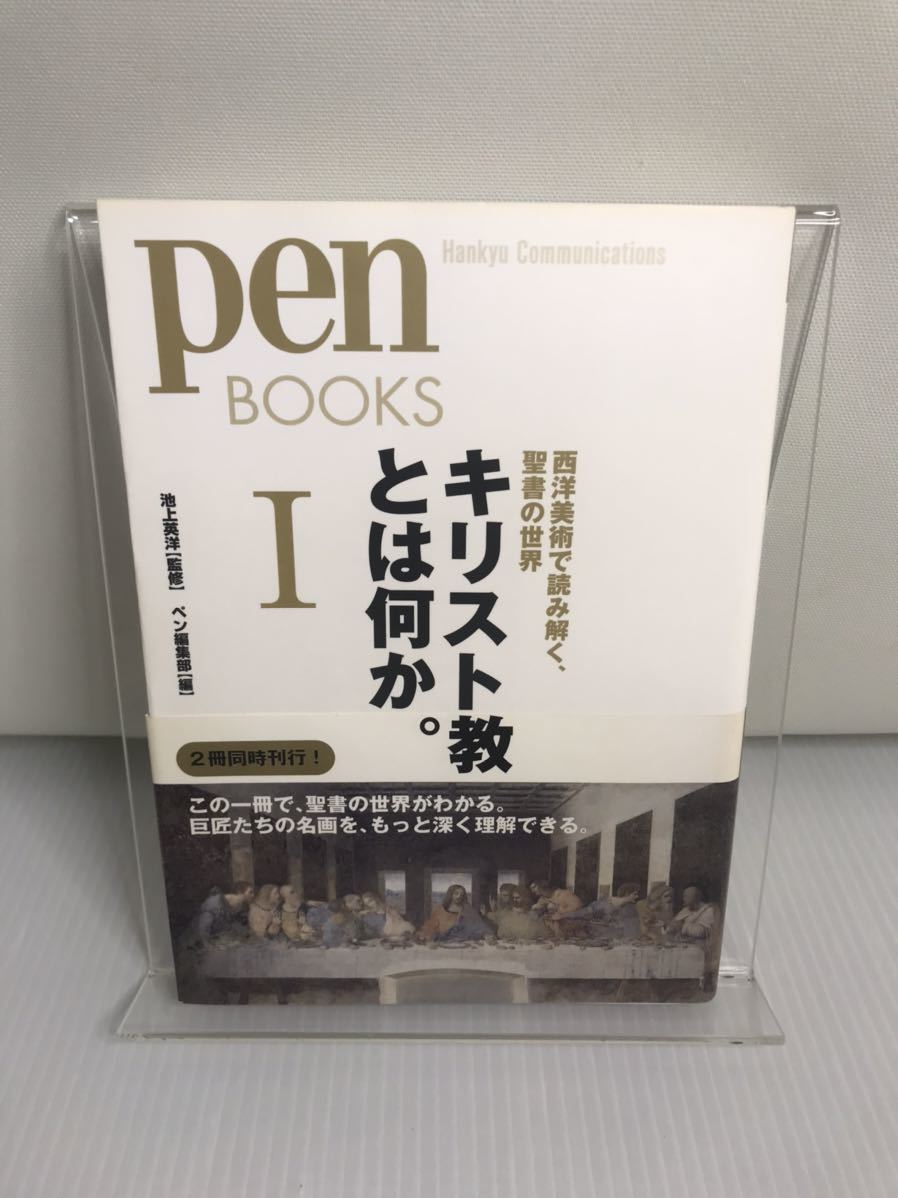 pen
Hankyu Communications
BOOKS
西洋美術で読み解く、
聖書の世界
キリスト教
とは何か。
I
池上英洋【監修】 ペン編集部【編】
2冊同時刊行！
この一冊で、聖書の世界がわかる。
巨匠たちの名画を、もっと深く理解できる。